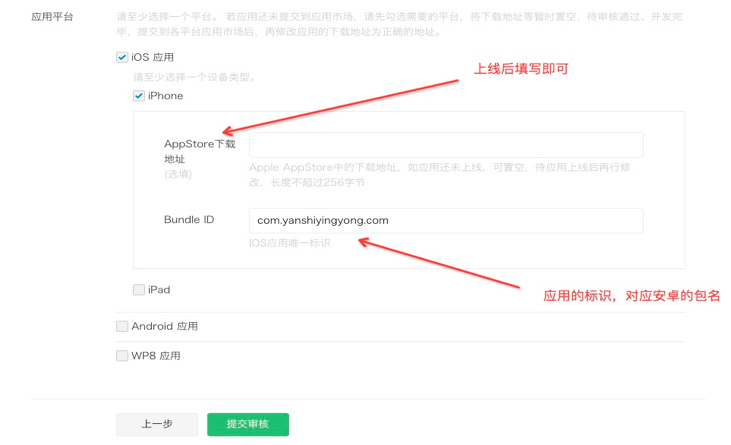 应用平台
请至少选择一个平台。 若应用还未提交到应用市场，请先勾选需要的平台，将下载地址等暂时置空，待审核通过、开发完
毕，提交到各平台应用市场后，再修改应用的下载地址为正确的地址。
iOS 应用
上线后填写即可
请至少选择一个设备类型。
iPhone
AppStore下载
地址
(选填)
Apple AppStore中的下载地址，如应用还未上线，可置空，待应用上线后再行修
改，长度不超过256字节
Bundle ID
com.yanshiyingyong.com
IOS应用唯一标识
iPad
应用的标识，对应安卓的包名
Android 应用
WP8 应用
上一步
提交审核